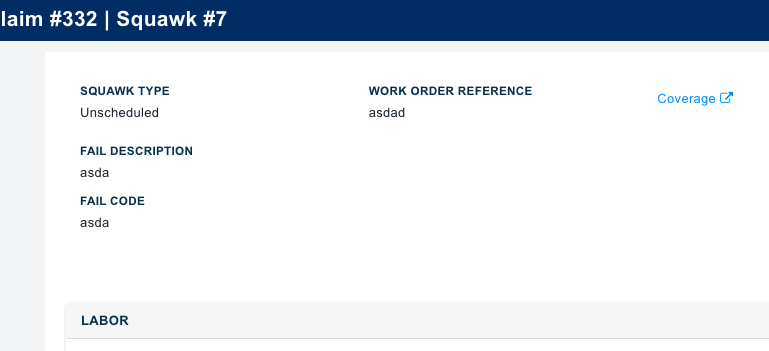 laim #332 | Squawk #7
SQUAWK TYPE
Unscheduled
WORK ORDER REFERENCE
asdad
Coverage
FAIL DESCRIPTION
asda
FAIL CODE
asda
LABOR